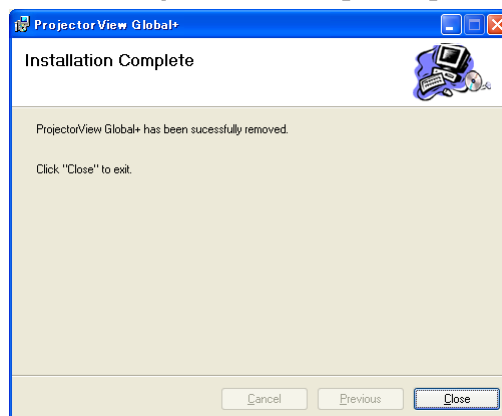 ProjectorView Global+
Installation Complete
ProjectorView Global+ has been sucessfully removed.
Click "Close" to exit.
Cancel
Previous
Close